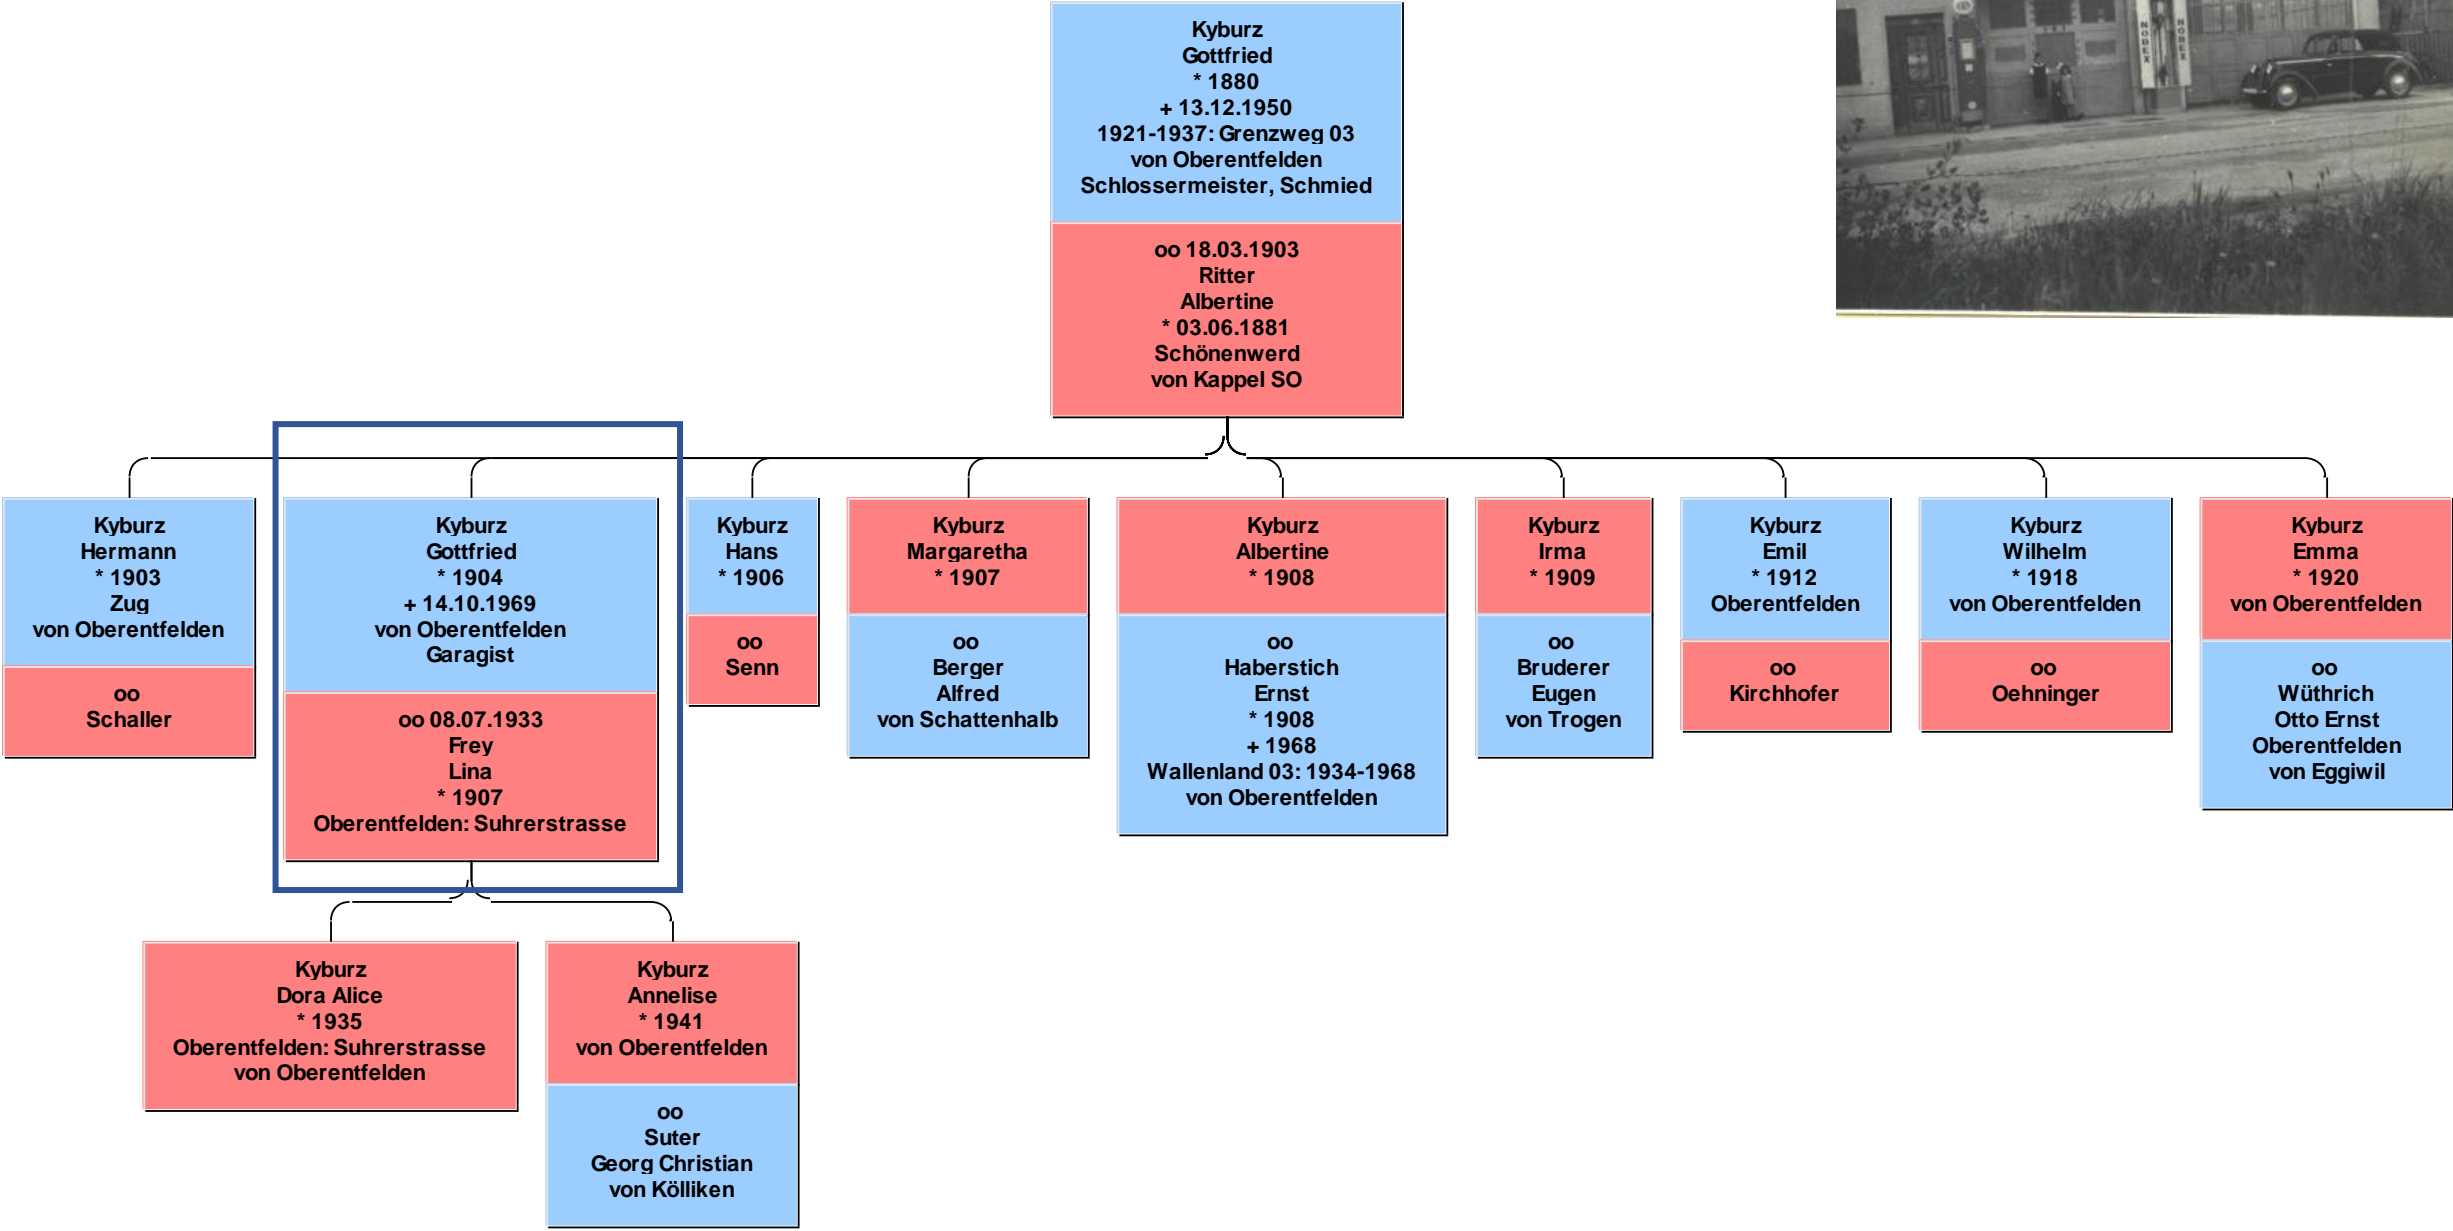 Kyburz
Gottfried
* 1880
+ 13.12.1950
1921-1937: Grenzweg 03
von Oberentfelden
Schlossermeister, Schmied
oo 18.03.1903
Ritter
Albertine
* 03.06.1881
Schönenwerd
von Kappel SO
NOBEX
NOBEX
Kyburz
Hermann
* 1903
Zug
von Oberentfelden
oo
Schaller
Kyburz
Gottfried
* 1904
+ 14.10.1969
von Oberentfelden
Garagist
oo 08.07.1933
Frey
Lina
* 1907
Oberentfelden: Suhrerstrasse
Kyburz
Hans
* 1906
oo
Senn
Kyburz
Margaretha
* 1907
oo
Berger
Alfred
von Schattenhalb
Kyburz
Albertine
* 1908
oo
Haberstich
Ernst
* 1908
+ 1968
Wallenland 03: 1934-1968
von Oberentfelden
Kyburz
Irma
* 1909
oo
Bruderer
Eugen
von Trogen
Kyburz
Emil
* 1912
Oberentfelden
oo
Kirchhofer
Kyburz
Wilhelm
* 1918
von Oberentfelden
oo
Oehninger
Kyburz
Emma
* 1920
von Oberentfelden
oo
Wüthrich
Otto Ernst
Oberentfelden
von Eggiwil
Kyburz
Dora Alice
* 1935
Oberentfelden: Suhrerstrasse
von Oberentfelden
Kyburz
Annelise
* 1941
von Oberentfelden
oo
Suter
Georg Christian
von Kölliken